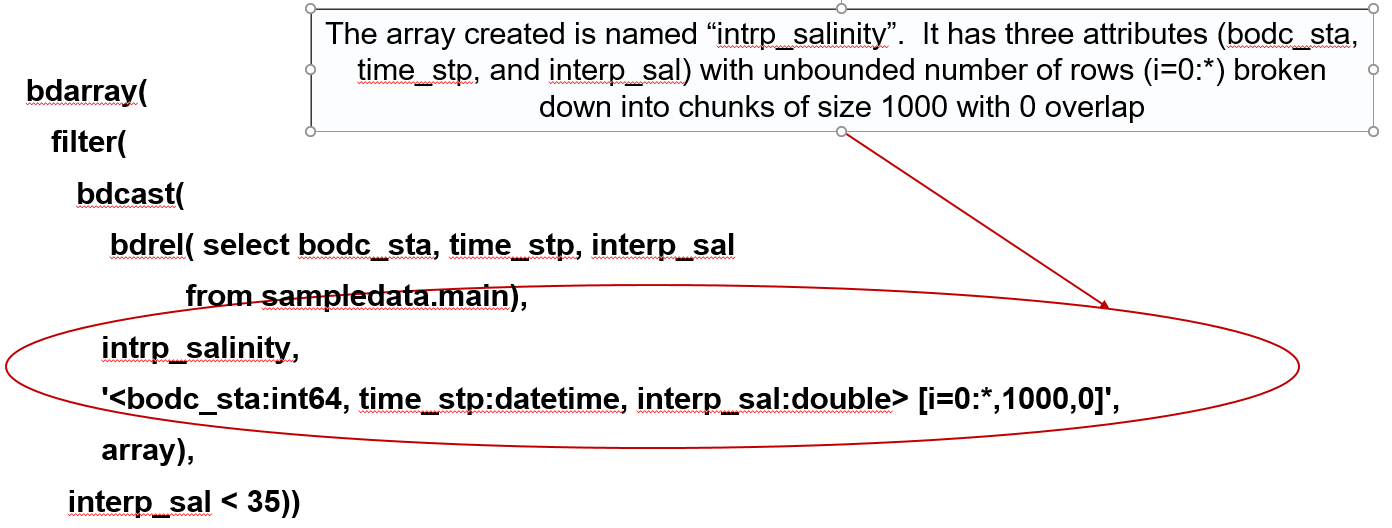 The array created is named “intrp_salinity”.  It has three attributes (bodc_sta,
time_stp, and interp_sal) with unbounded number of rows (i=0:*) broken
down into chunks of size 1000 with 0 overlap
bdarray(
filter(
bdcast(
bdrel( select bodc_sta, time_stp, interp_sal
from sampledata.main),
intrp_salinity,
'<bodc_sta:int64, time_stp:datetime, interp_sal:double> [i=0:*,1000,0]',
array),
interp_sal < 35))